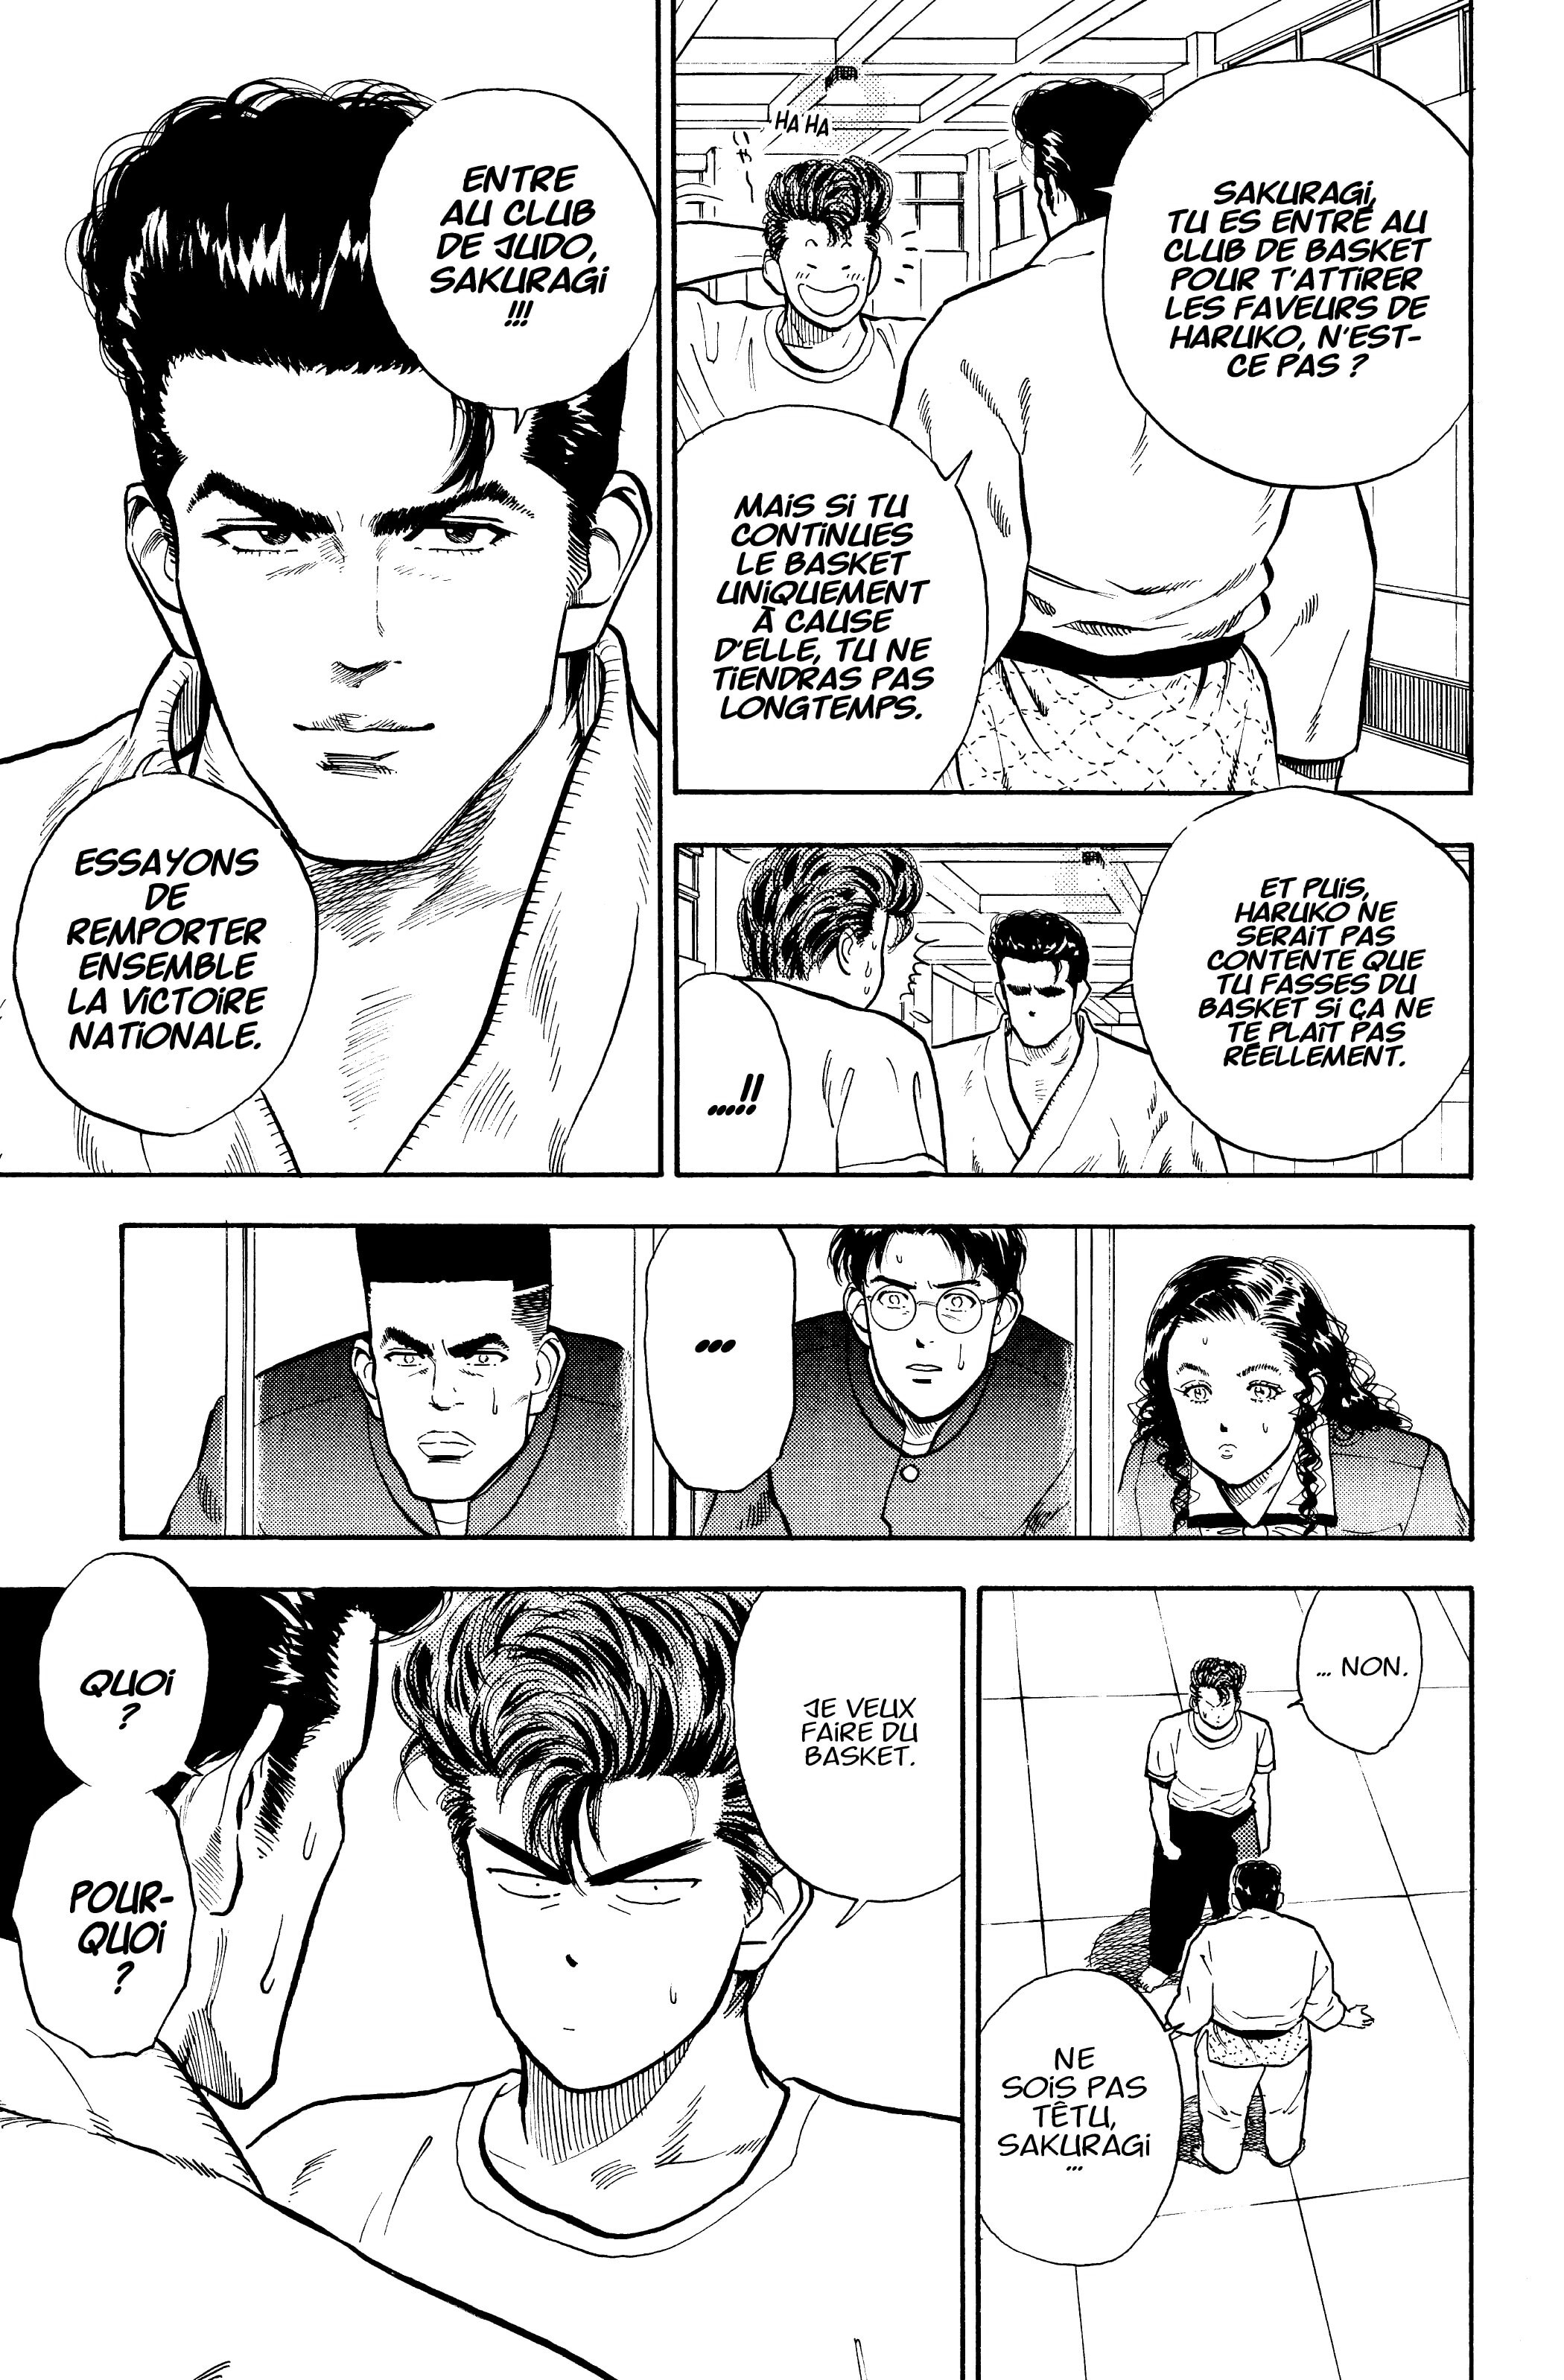 SAKURAGI,
TU ES ENTRÉ AU
CLUB DE BASKET
POUR T'ATTIRER
LES FAVEURS DE
HARUKO, N'EST-
CE PAS ?
HA HA
いや～
MAIS SI TU
CONTINUES
LE BASKET
UNIQUEMENT
À CAUSE
D'ELLE, TU NE
TIENDRAS PAS
LONGTEMPS.
ET PUIS,
HARUKO NE
SERAIT PAS
CONTENTE QUE
TU FASSES DU
BASKET SI ÇA NE
TE PLAÎT PAS
RÉELLEMENT.
.....!!
ENTRE
AU CLUB
DE JUDO,
SAKURAGI
!!!
ESSAYONS
DE
REMPORTER
ENSEMBLE
LA VICTOIRE
NATIONALE.
...
... NON.
NE
SOIS PAS
TÊTU,
SAKURAGI
...
JE VEUX
FAIRE DU
BASKET.
QUOI
?
POUR-
QUOI
?